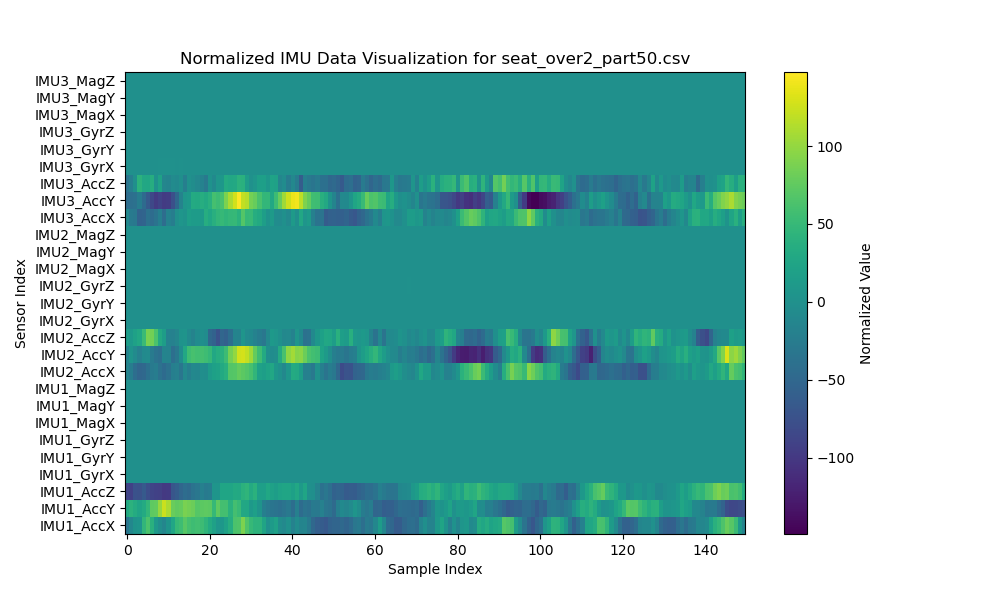 Normalized IMU Data Visualization for seat_over2_part50.csv
IMU3_MagZ
IMU3_MagY
IMU3_MagX
IMU3_GyrZ
IMU3_GyrY
IMU3_GyrX
IMU3_AccZ
IMU3_AccY
IMU3_AccX
IMU2_MagZ
IMU2_MagY
IMU2_MagX
IMU2_GyrZ
IMU2_GyrY
IMU2_GyrX
IMU2_AccZ
IMU2_AccY
IMU2_AccX
IMU1_MagZ
IMU1_MagY
IMU1_MagX
IMU1_GyrZ
IMU1_GyrY
IMU1_GyrX
IMU1_AccZ
IMU1_AccY
IMU1_AccX
Sensor Index
0 20 40 60 80 100 120 140
Sample Index
100
50
0
−50
−100
Normalized Value